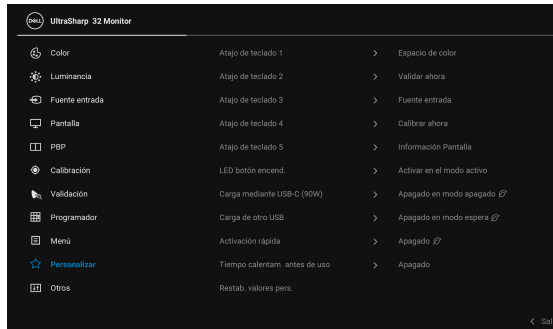 DELL UltraSharp 32 Monitor
Color Atajo de teclado 1 > Espacio de color
Luminancia Atajo de teclado 2 > Validar ahora
Fuente entrada Atajo de teclado 3 > Fuente entrada
Pantalla Atajo de teclado 4 > Calibrar ahora
PBP Atajo de teclado 5 > Información Pantalla
Calibración LED botón encend. > Activar en el modo activo
Validación Carga mediante USB-C (90W) > Apagado en modo apagado
Programador Carga de otro USB > Apagado en modo espera
Menú Activación rápida > Apagado
Personalizar Tiempo calentam. antes de uso > Apagado
Otros Restab. valores pers.